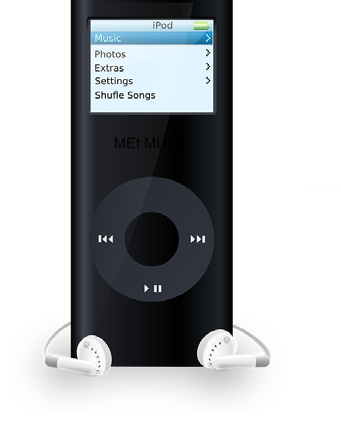 iPod
Music
Photos
Extras
Settings
Shufle Songs
MEt MUSIC